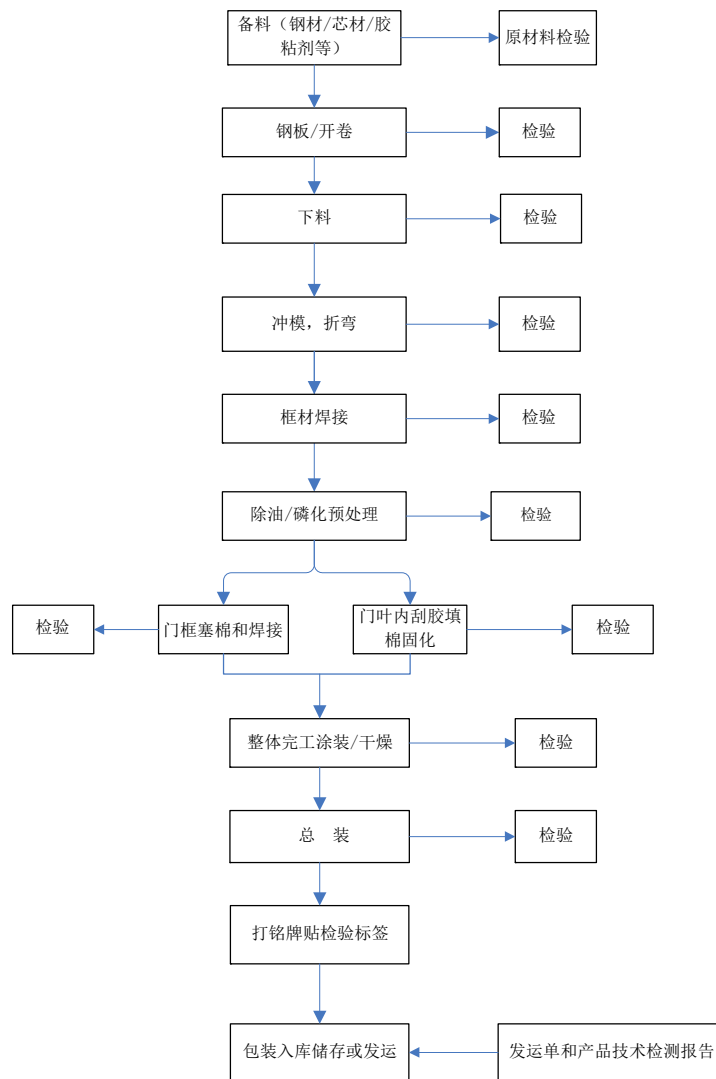 备料（钢材/芯材/胶
粘剂等）
原材料检验
钢板/开卷
检验
下料
检验
冲模，折弯
检验
框材焊接
检验
除油/磷化预处理
检验
检验
门框塞棉和焊接
门叶内刮胶填
棉固化
检验
整体完工涂装/干燥
检验
总　装
检验
打铭牌贴检验标签
包装入库储存或发运
发运单和产品技术检测报告